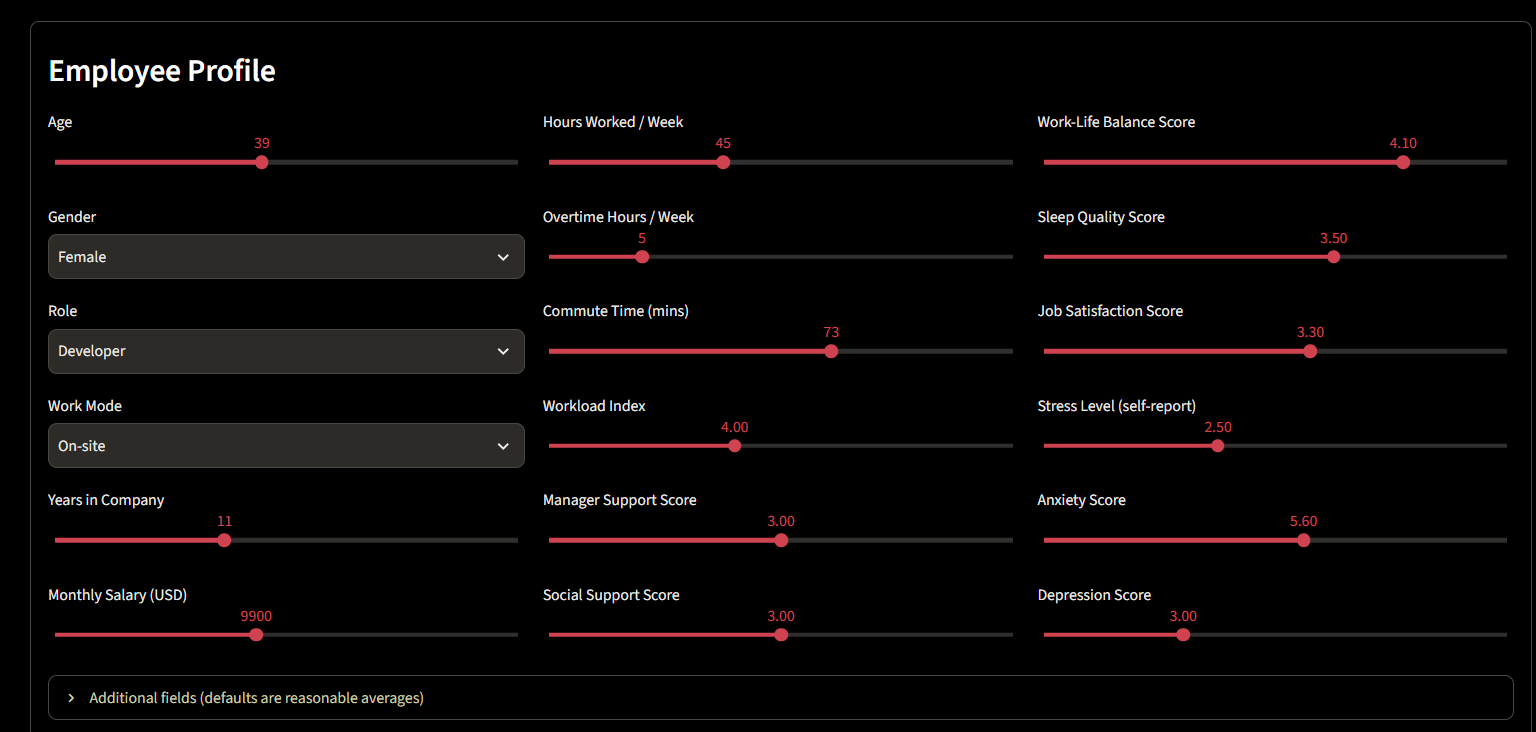 Employee Profile
Age
39
Gender
Female
Role
Developer
Work Mode
On-site
Years in Company
11
Monthly Salary (USD)
9900
Hours Worked / Week
45
Overtime Hours / Week
5
Commute Time (mins)
73
Workload Index
4.00
Manager Support Score
3.00
Social Support Score
3.00
Work-Life Balance Score
4.10
Sleep Quality Score
3.50
Job Satisfaction Score
3.30
Stress Level (self-report)
2.50
Anxiety Score
5.60
Depression Score
3.00
Additional fields (defaults are reasonable averages)